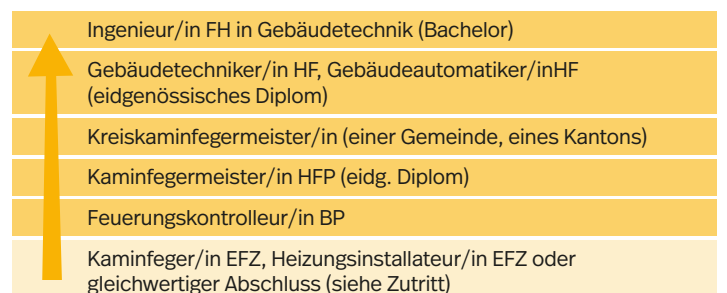 Ingenieur/in FH in Gebäudetechnik (Bachelor)
Gebäudetechniker/in HF, Gebäudeautomatiker/inHF
(eidgenössisches Diplom)
Kreiskaminfegermeister/in (einer Gemeinde, eines Kantons)
Kaminfegermeister/in HFP (eidg. Diplom)
Feuerungskontrolleur/in BP
Kaminfeger/in EFZ, Heizungsinstallateur/in EFZ oder
gleichwertiger Abschluss (siehe Zutritt)